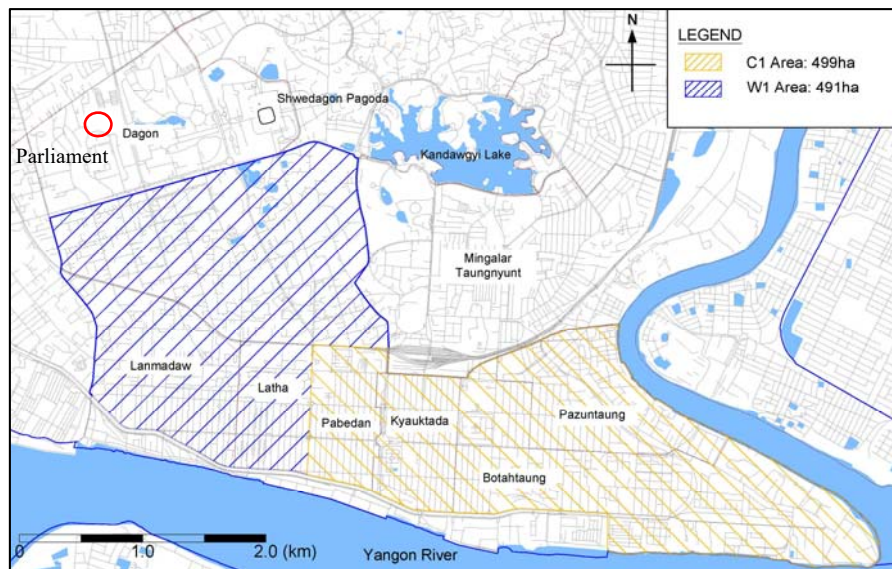 LEGEND
C1 Area: 499ha
W1 Area: 491ha
N
Shwedagon Pagoda
Dagon
Parliament
Kandawgyi Lake
Mingalar
Taungnyunt
Lanmadaw
Latha
Pabedan
Kyauktada
Pazuntaung
Botahtaung
0 1.0 2.0 (km)
Yangon River